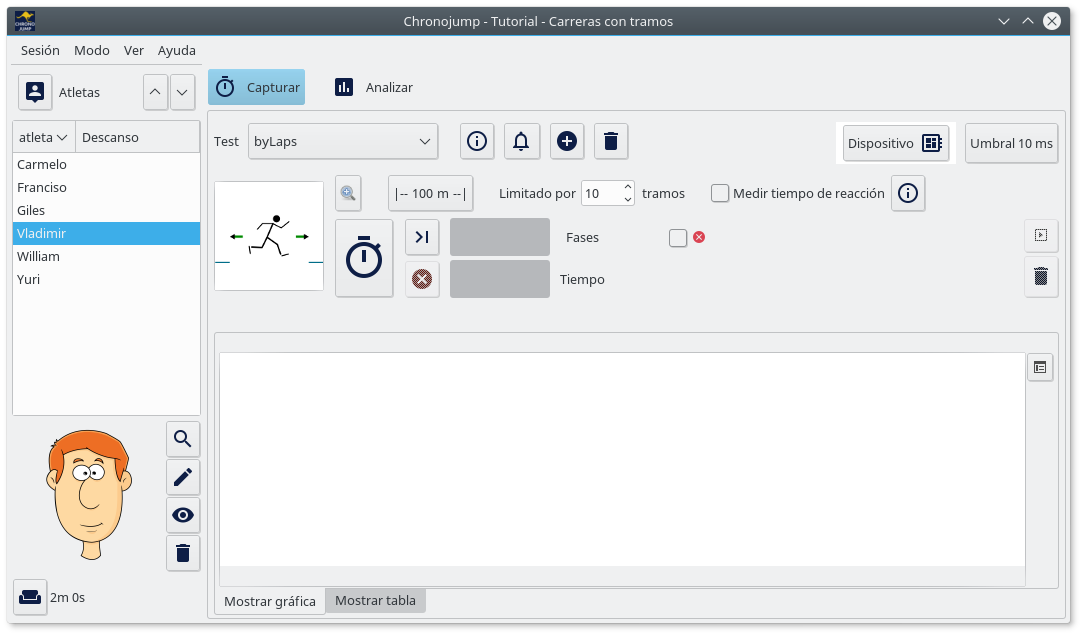 Chronojump - Tutorial - Carreras con tramos
Sesión Modo Ver Ayuda
Atletas
Capturar
Analizar
atleta Descanso
Carmelo
Franciso
Giles
Vladimir
William
Yuri
2m 0s
Test byLaps
Dispositivo
Umbral 10 ms
|-- 100 m --|
Limitado por 10 tramos
Medir tiempo de reacción
Fases
Tiempo
Mostrar gráfica
Mostrar tabla